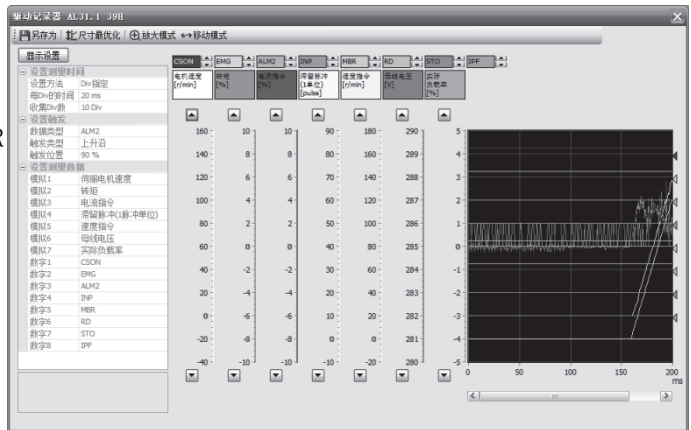 驱动记录器 AL31.1 39H
另存为 尺寸最优化 放大模式 移动模式
显示设置
设置测量时间
设置方法 Div指定
每Div的时间 20 ms
收集Div数 10 Div
设置触发
数据类型 ALM2
触发类型 上升沿
触发位置 90 %
设置测量数据
模拟1 伺服电机速度
模拟2 转矩
模拟3 电流指令
模拟4 滞留脉冲(1脉冲单位)
模拟5 速度指令
模拟6 母线电压
模拟7 实际负载率
数字1 CSON
数字2 EMG
数字3 ALM2
数字4 INP
数字5 MBR
数字6 RD
数字7 STO
数字8 IPF
R
CSON EMG ALM2 INP MBR RD STO IPF
电机速度 转矩 电流指令 滞留脉冲 速度指令 母线电压 实际
[r/min] [%] [%] (1单位) [r/min] [V] 负载率
[pulse] [%]
160 10 10 90 180 290 5
140 8 8 80 160 289 4
120 6 6 70 140 288 3
100 4 4 60 120 287 2
80 2 2 50 100 286 1
60 0 0 40 80 285 0
40 -2 -2 30 60 284 -1
20 -4 -4 20 40 283 -2
0 -6 -6 10 20 282 -3
-20 -8 -8 0 0 281 -4
-40 -10 -10 -10 -20 280 -5
0 50 100 150 200
ms